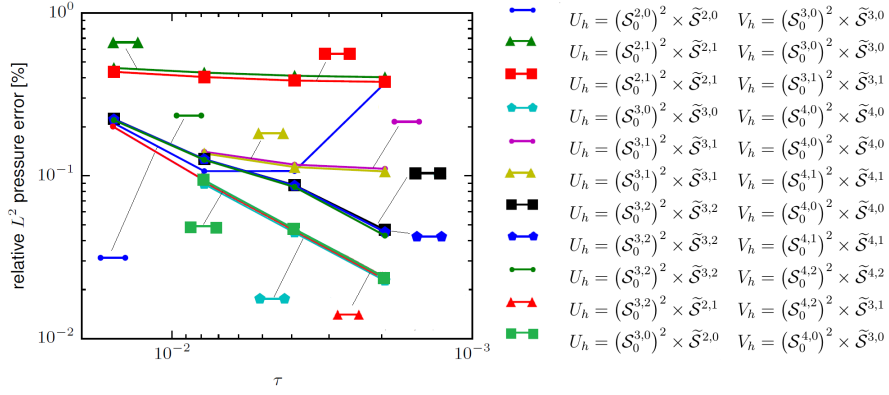 10⁰
10⁻¹
10⁻²
relative L² pressure error [%]
10⁻²
10⁻³
τ
U_h = (S_0^{2,0})² × S̃^{2,0} V_h = (S_0^{3,0})² × S̃^{3,0}
U_h = (S_0^{2,1})² × S̃^{2,1} V_h = (S_0^{3,0})² × S̃^{3,0}
U_h = (S_0^{2,1})² × S̃^{2,1} V_h = (S_0^{3,1})² × S̃^{3,1}
U_h = (S_0^{3,0})² × S̃^{3,0} V_h = (S_0^{4,0})² × S̃^{4,0}
U_h = (S_0^{3,1})² × S̃^{3,1} V_h = (S_0^{4,0})² × S̃^{4,0}
U_h = (S_0^{3,1})² × S̃^{3,1} V_h = (S_0^{4,1})² × S̃^{4,1}
U_h = (S_0^{3,2})² × S̃^{3,2} V_h = (S_0^{4,0})² × S̃^{4,0}
U_h = (S_0^{3,2})² × S̃^{3,2} V_h = (S_0^{4,1})² × S̃^{4,1}
U_h = (S_0^{3,2})² × S̃^{3,2} V_h = (S_0^{4,2})² × S̃^{4,2}
U_h = (S_0^{3,2})² × S̃^{2,1} V_h = (S_0^{4,2})² × S̃^{3,1}
U_h = (S_0^{3,0})² × S̃^{2,0} V_h = (S_0^{4,0})² × S̃^{3,0}